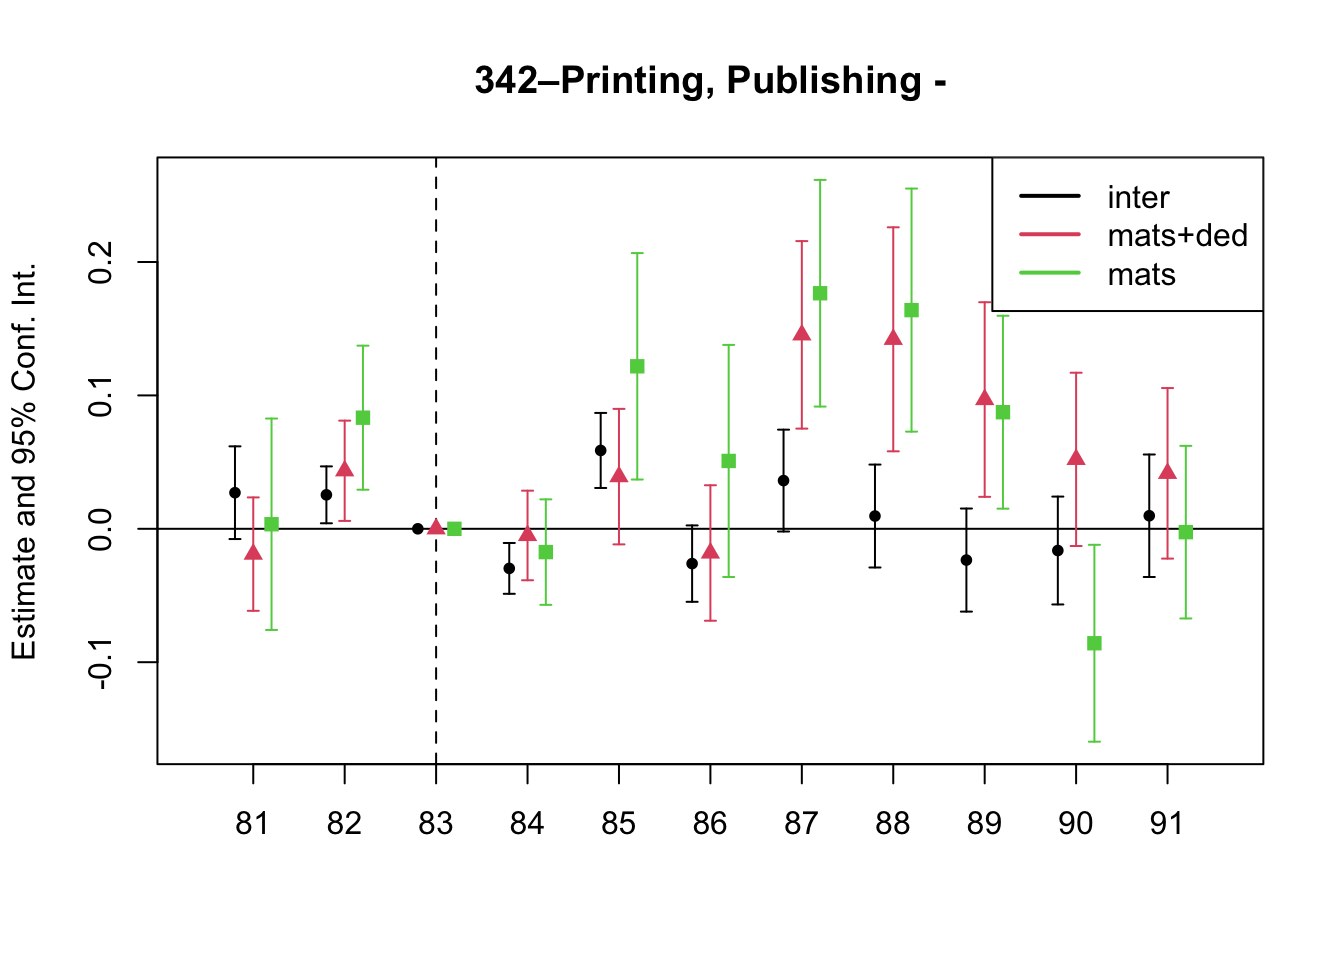 342–Printing, Publishing -
inter
mats+ded
mats
Estimate and 95% Conf. Int.
0.2
0.1
0.0
-0.1
81 82 83 84 85 86 87 88 89 90 91